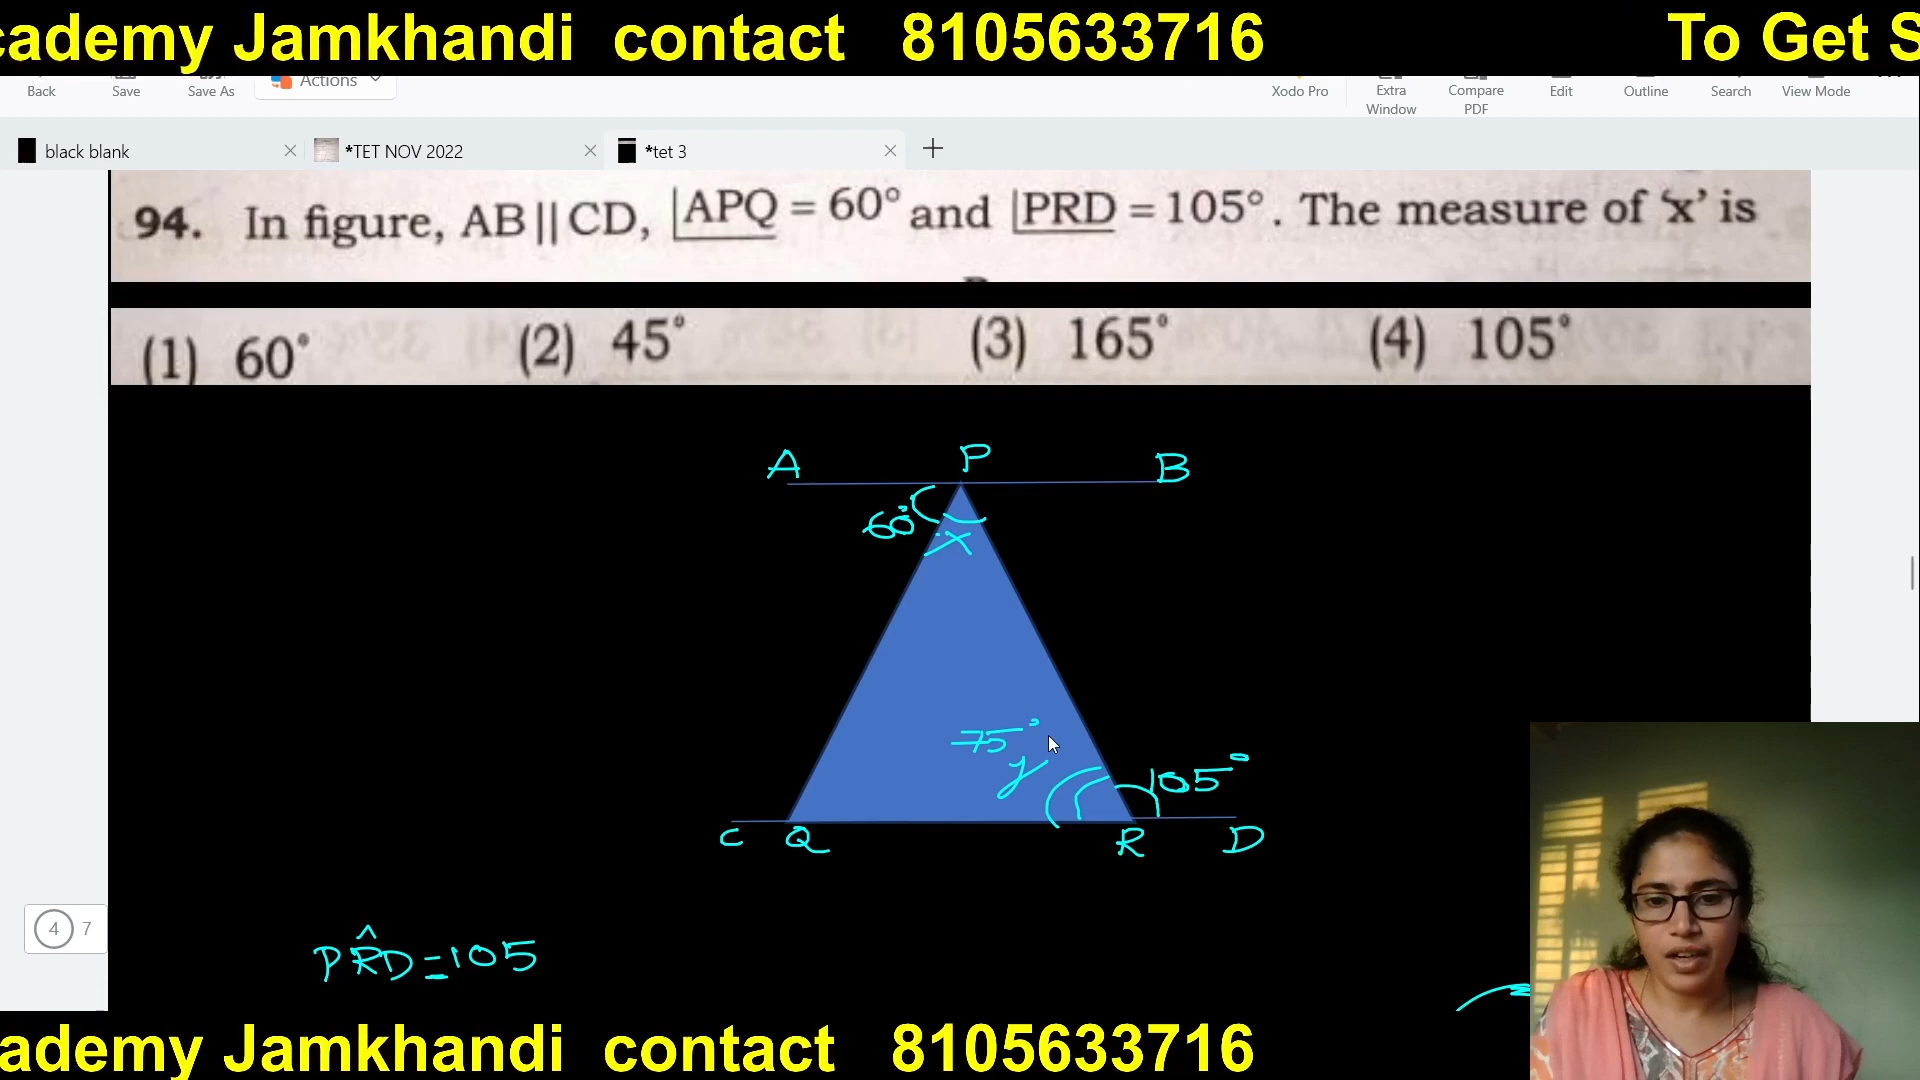 cademy Jamkhandi contact 8105633716 To Get S
Back Save Save As Actions Xodo Pro Extra Window Compare PDF Edit Outline Search View Mode
black blank *TET NOV 2022 *tet 3
94. In figure, AB || CD, ∠APQ = 60° and ∠PRD = 105°. The measure of 'x' is
(1) 60° (2) 45° (3) 165° (4) 105°
A P B
60°
x
75°
y 105°
C Q R D
4 7
PR̂D = 105
ademy Jamkhandi contact 8105633716